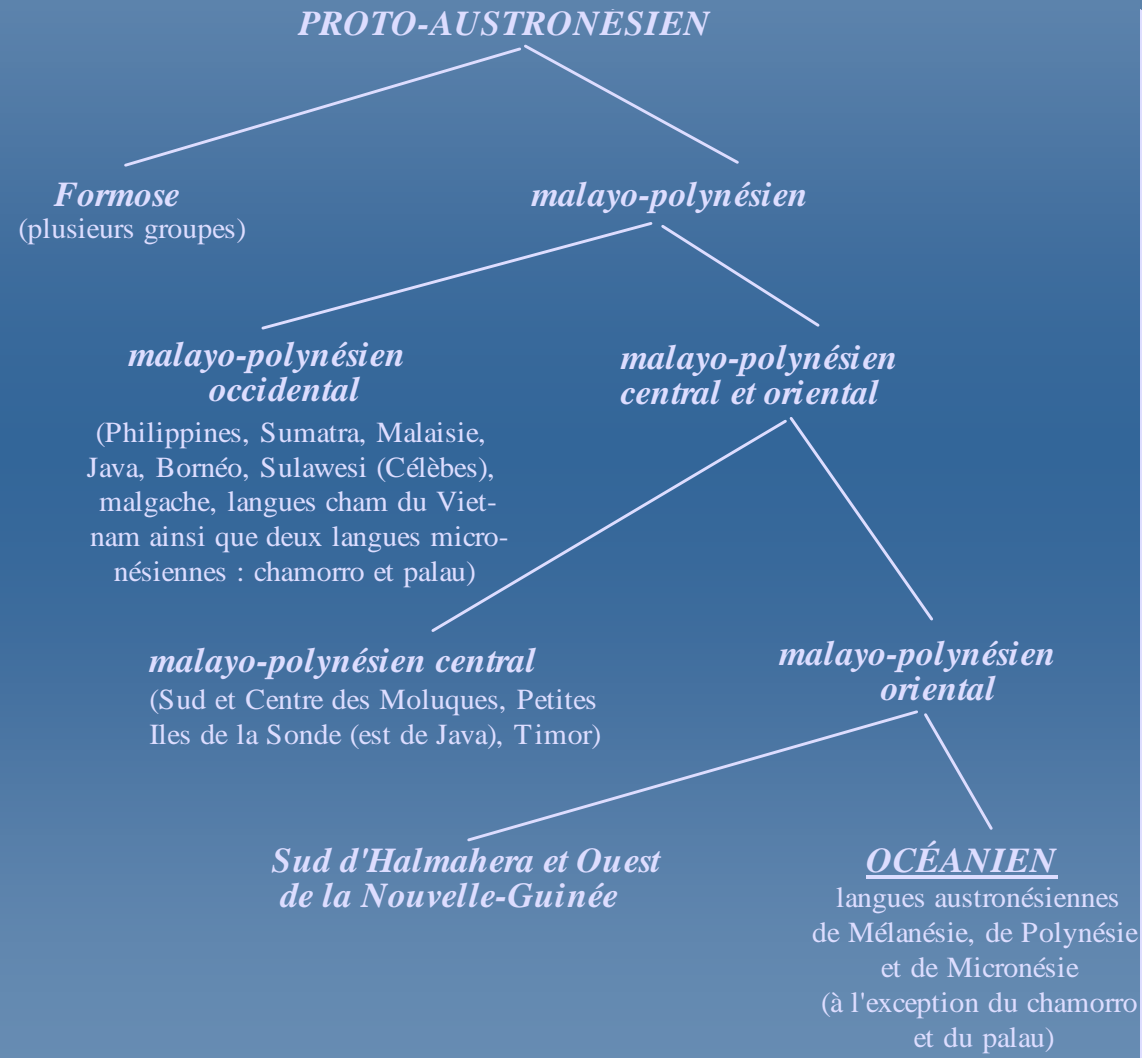 PROTO-AUSTRONÉSIEN
Formose
(plusieurs groupes)
malayo-polynésien
malayo-polynésien
occidental
(Philippines, Sumatra, Malaisie,
Java, Bornéo, Sulawesi (Célèbes),
malgache, langues cham du Viet-
nam ainsi que deux langues micro-
nésiennes : chamorro et palau)
malayo-polynésien
central et oriental
malayo-polynésien central
(Sud et Centre des Moluques, Petites
Iles de la Sonde (est de Java), Timor)
malayo-polynésien
oriental
Sud d'Halmahera et Ouest
de la Nouvelle-Guinée
OCÉANIEN
langues austronésiennes
de Mélanésie, de Polynésie
et de Micronésie
(à l'exception du chamorro
et du palau)